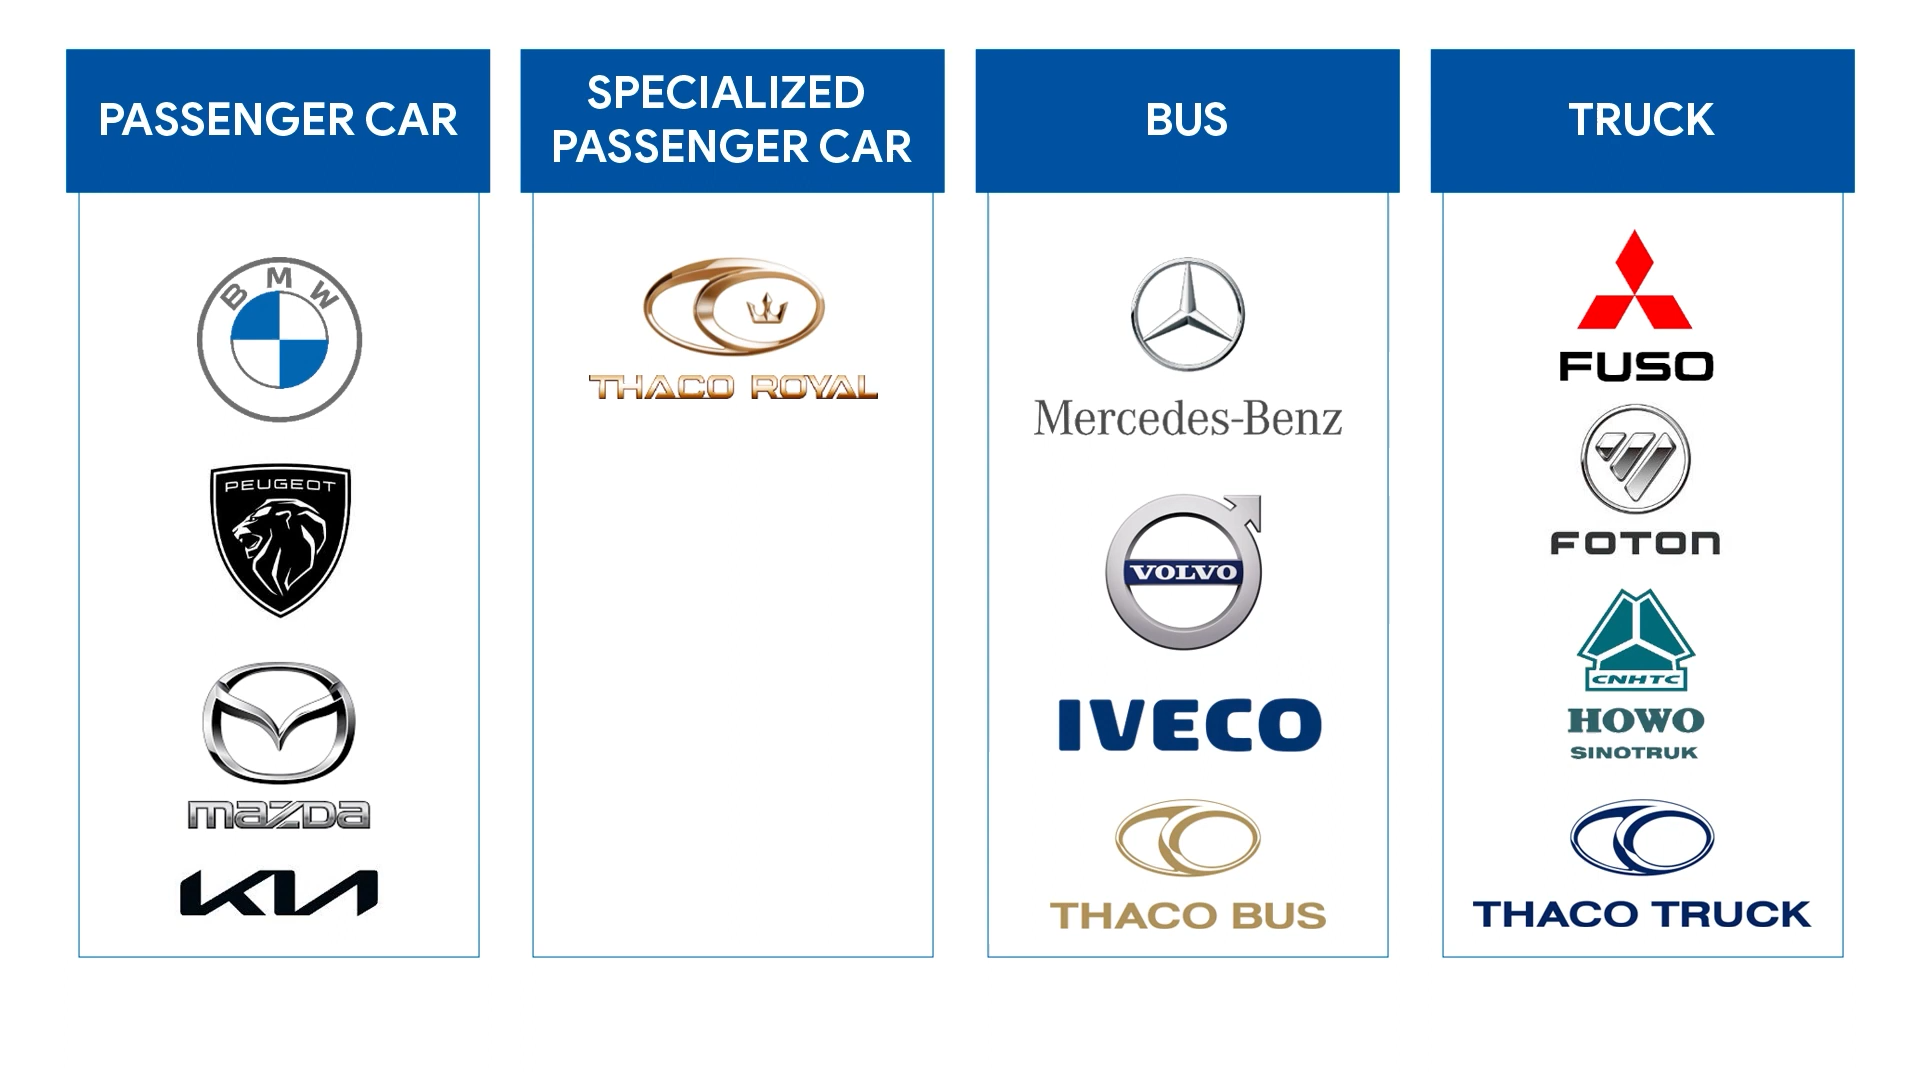 PASSENGER CAR
BMW
PEUGEOT
mazda
KIA
SPECIALIZED
PASSENGER CAR
THACO ROYAL
BUS
Mercedes-Benz
VOLVO
IVECO
THACO BUS
TRUCK
FUSO
FOTON
CNHTC
HOWO
SINOTRUK
THACO TRUCK